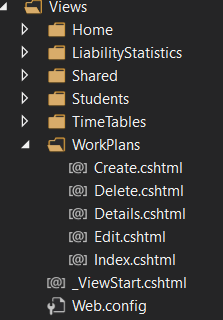 Views
Home
LiabilityStatistics
Shared
Students
TimeTables
WorkPlans
[@] Create.cshtml
[@] Delete.cshtml
[@] Details.cshtml
[@] Edit.cshtml
[@] Index.cshtml
[@] _ViewStart.cshtml
Web.config